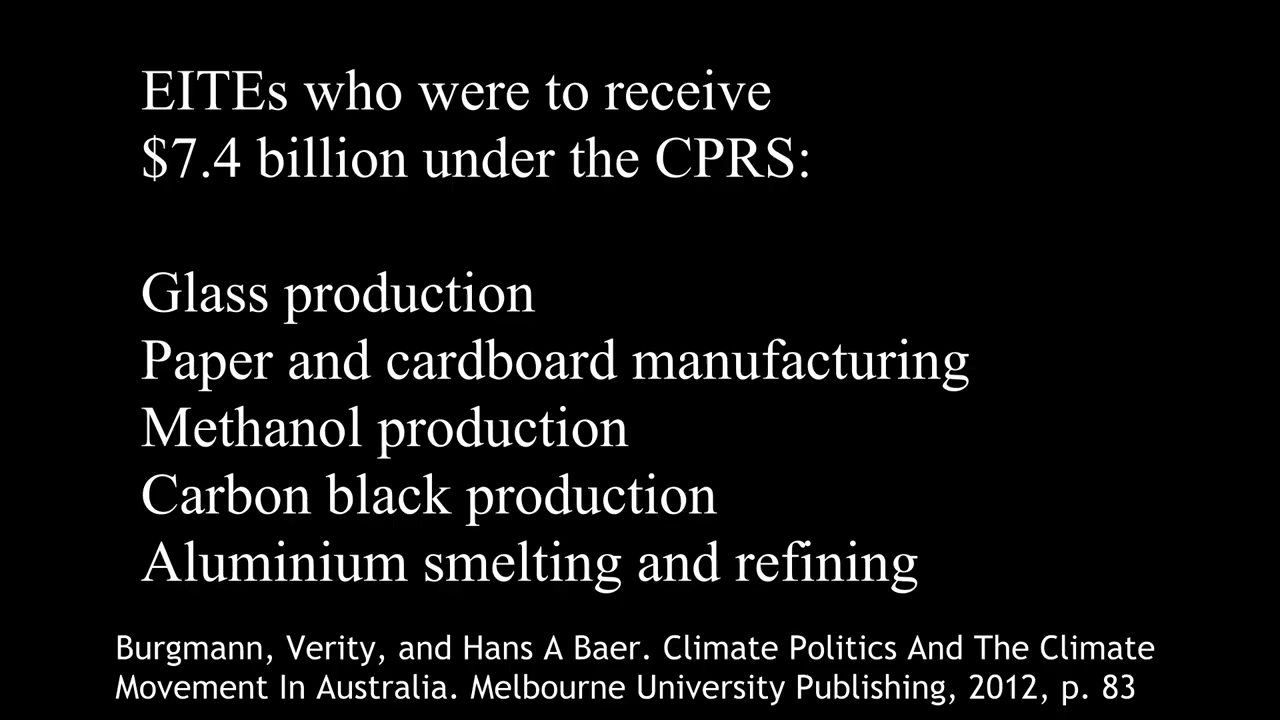 EITEs who were to receive
$7.4 billion under the CPRS:
Glass production
Paper and cardboard manufacturing
Methanol production
Carbon black production
Aluminium smelting and refining
Burgmann, Verity, and Hans A Baer. Climate Politics And The Climate
Movement In Australia. Melbourne University Publishing, 2012, p. 83